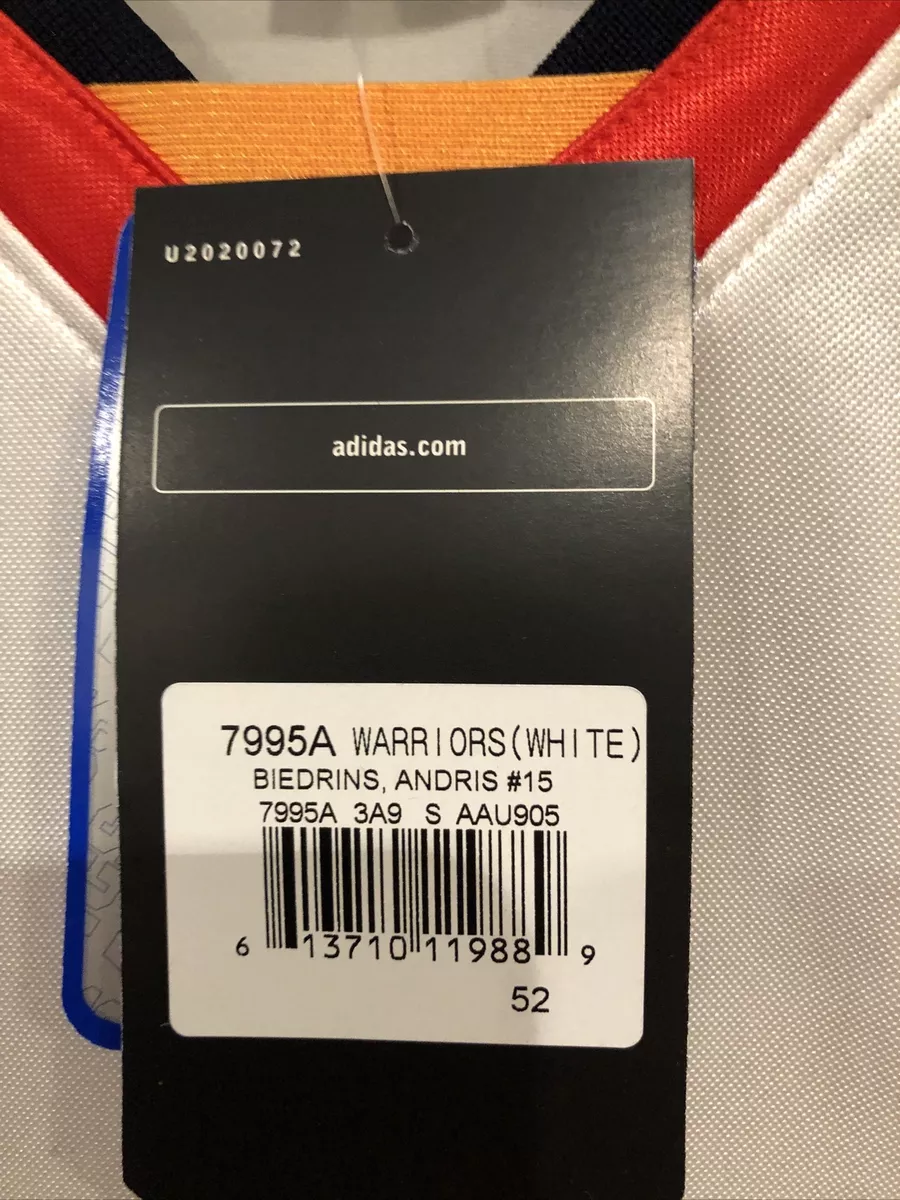 U2020072
adidas.com
7995A WARRIORS(WHITE)
BIEDRINS, ANDRIS #15
7995A 3A9 S AAU905
6 13710 11988 9
52